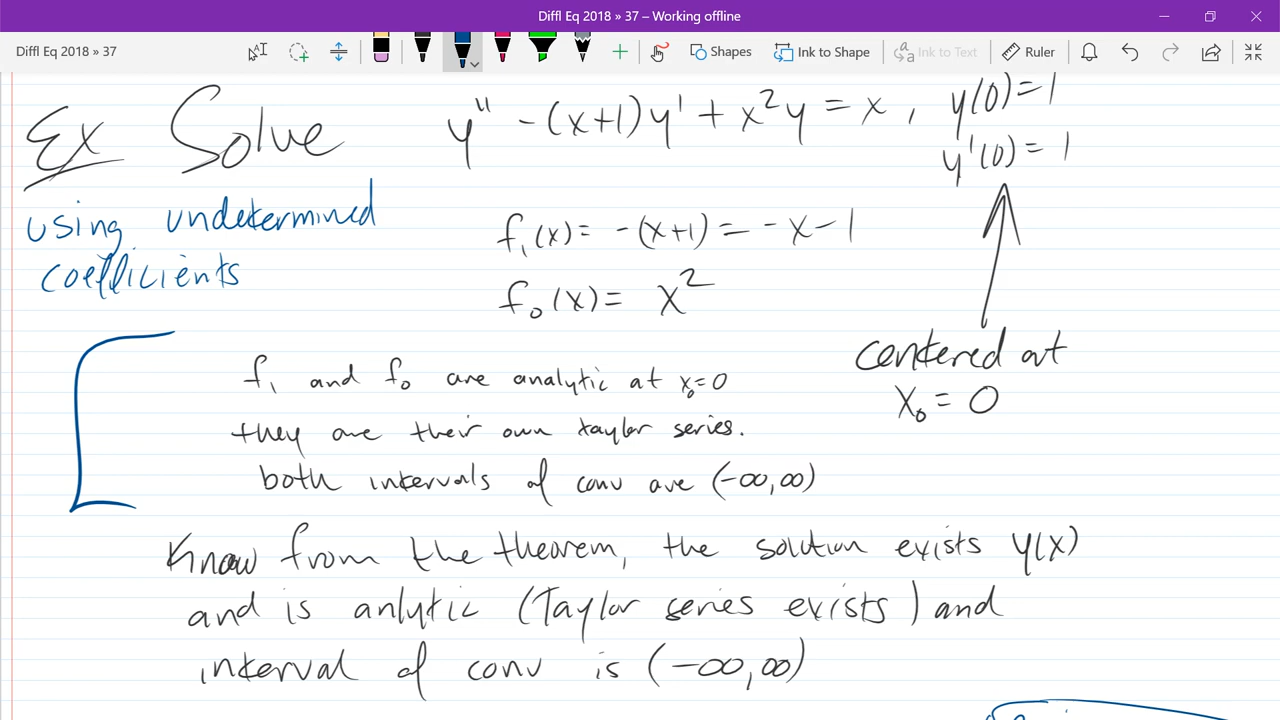 Diffl Eq 2018 » 37 – Working offline
Diffl Eq 2018 » 37
Shapes
Ink to Shape
Ink to Text
Ruler
Ex Solve y" - (x+1)y' + x²y = x, y(0)=1
y'(0)=1
using undetermined
coefficients
f₁(x) = -(x+1) = -x-1
f₀(x) = x²
centered at
x₀ = 0
f₁ and f₀ are analytic at x₀=0
they are their own taylor series.
both intervals of conv are (-∞,∞)
Know from the theorem, the solution exists y(x)
and is anlytic (Taylor series exists) and
interval of conv is (-∞,∞)